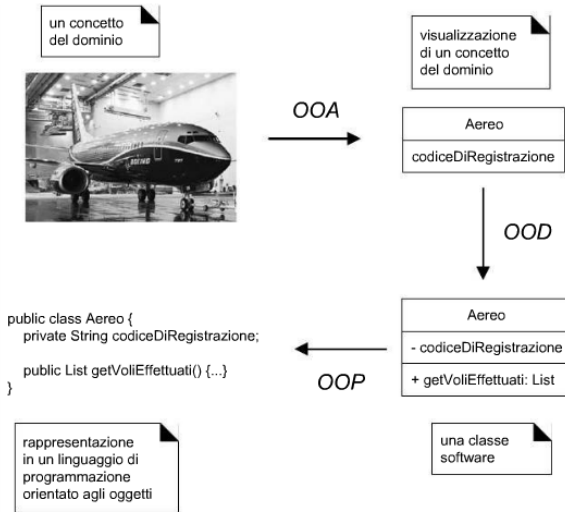 un concetto
del dominio
visualizzazione
di un concetto
del dominio
OOA
Aereo
codiceDiRegistrazione
BOEING
OOD
Aereo
- codiceDiRegistrazione
+ getVoliEffettuati: List
OOP
public class Aereo {
private String codiceDiRegistrazione;
public List getVoliEffettuati() {...}
}
rappresentazione
in un linguaggio di
programmazione
orientato agli oggetti
una classe
software